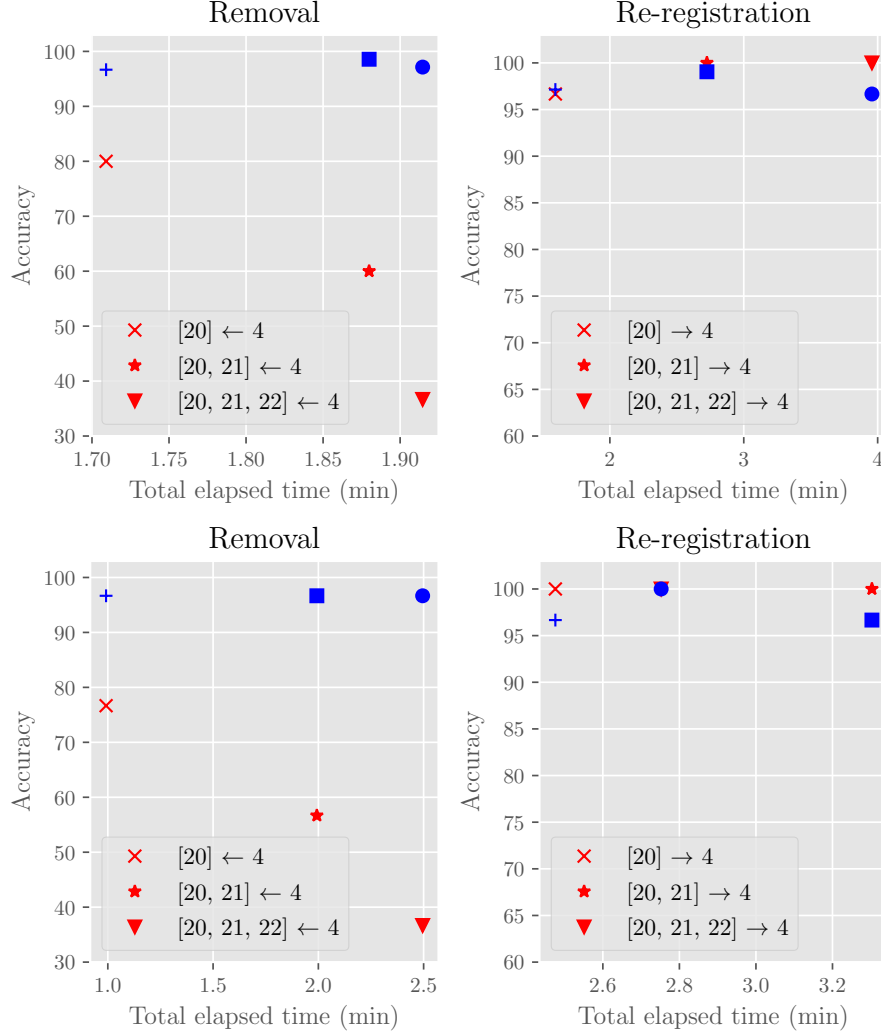 Removal
Accuracy
100
90
80
70
60
50
40
30
[20] ← 4
[20, 21] ← 4
[20, 21, 22] ← 4
1.70 1.75 1.80 1.85 1.90
Total elapsed time (min)
Re-registration
Accuracy
100
95
90
85
80
75
70
65
60
[20] → 4
[20, 21] → 4
[20, 21, 22] → 4
2 3 4
Total elapsed time (min)
Removal
Accuracy
100
90
80
70
60
50
40
30
[20] ← 4
[20, 21] ← 4
[20, 21, 22] ← 4
1.0 1.5 2.0 2.5
Total elapsed time (min)
Re-registration
Accuracy
100
95
90
85
80
75
70
65
60
[20] → 4
[20, 21] → 4
[20, 21, 22] → 4
2.6 2.8 3.0 3.2
Total elapsed time (min)